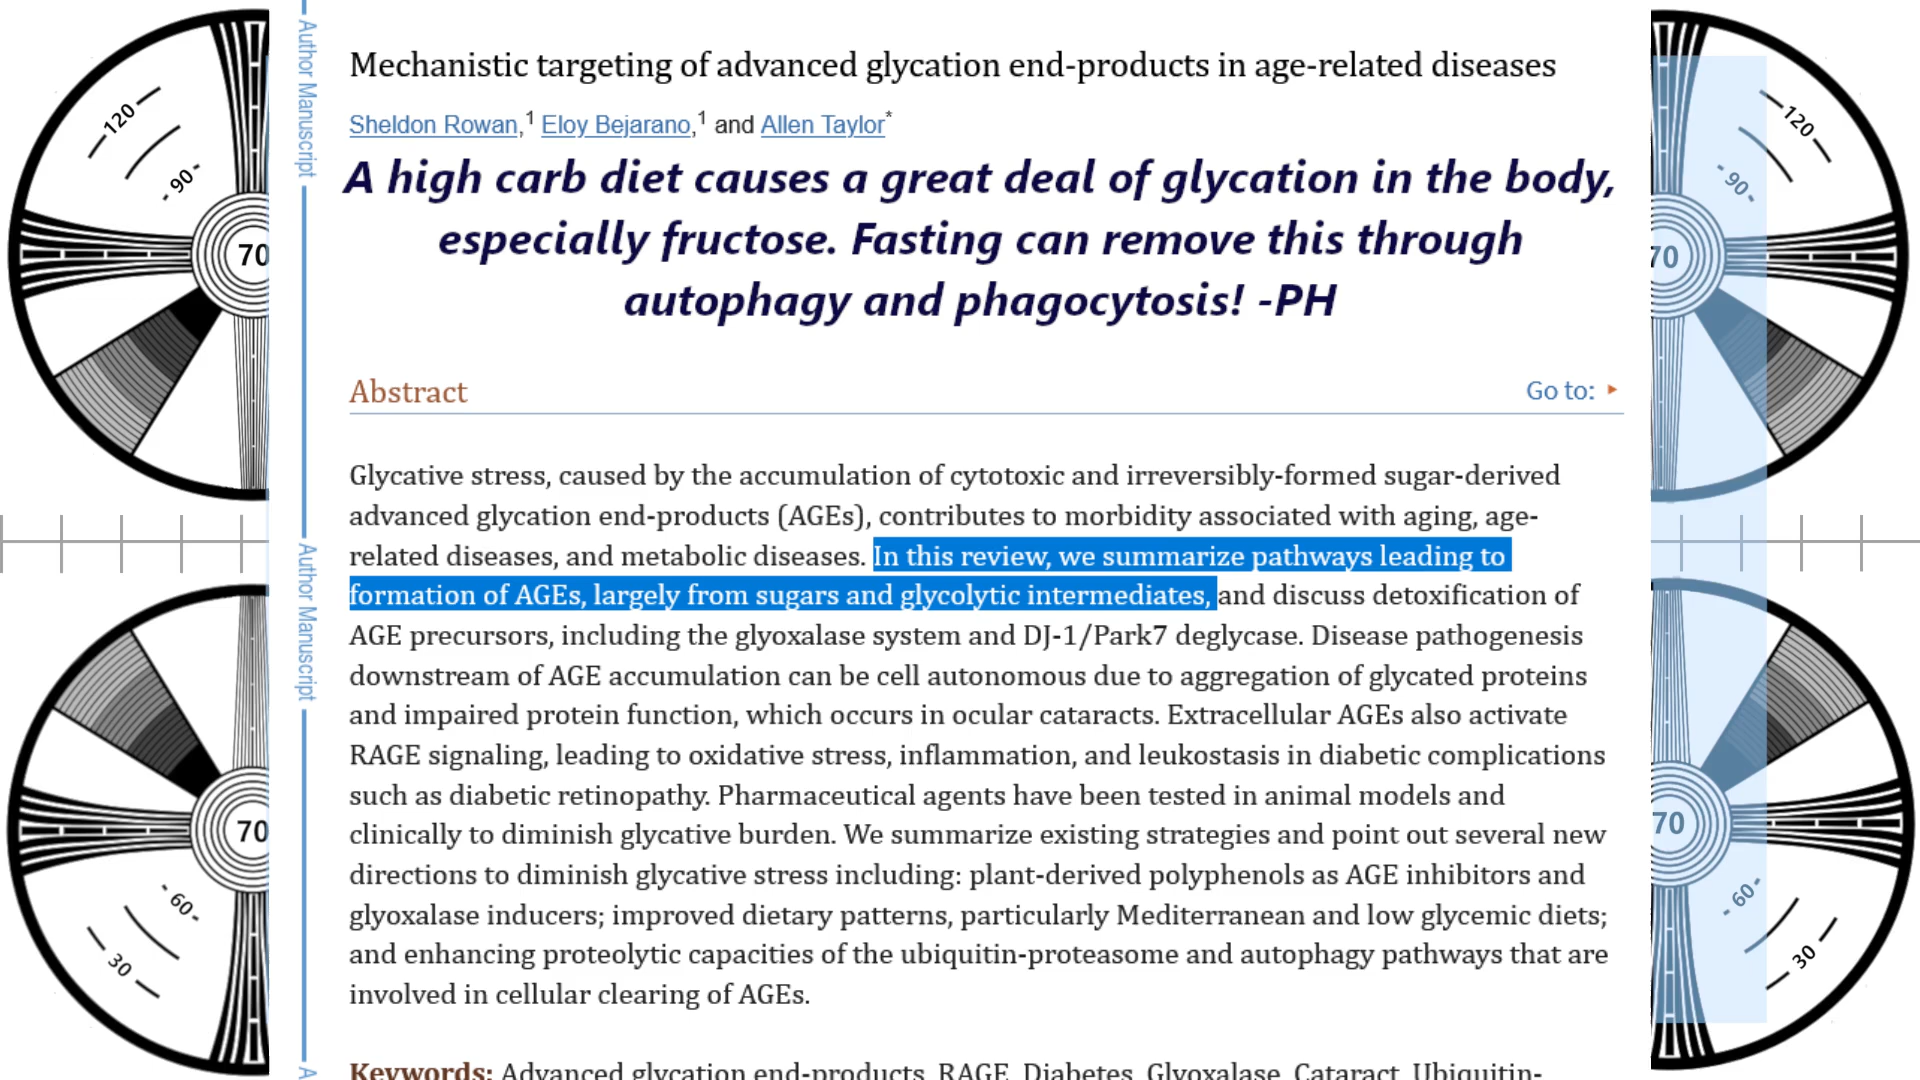 Mechanistic targeting of advanced glycation end-products in age-related diseases
Sheldon Rowan,1 Eloy Bejarano,1 and Allen Taylor*
A high carb diet causes a great deal of glycation in the body,
especially fructose. Fasting can remove this through
autophagy and phagocytosis! -PH
Abstract
Go to:
Glycative stress, caused by the accumulation of cytotoxic and irreversibly-formed sugar-derived
advanced glycation end-products (AGEs), contributes to morbidity associated with aging, age-
related diseases, and metabolic diseases. In this review, we summarize pathways leading to
formation of AGEs, largely from sugars and glycolytic intermediates, and discuss detoxification of
AGE precursors, including the glyoxalase system and DJ-1/Park7 deglycase. Disease pathogenesis
downstream of AGE accumulation can be cell autonomous due to aggregation of glycated proteins
and impaired protein function, which occurs in ocular cataracts. Extracellular AGEs also activate
RAGE signaling, leading to oxidative stress, inflammation, and leukostasis in diabetic complications
such as diabetic retinopathy. Pharmaceutical agents have been tested in animal models and
clinically to diminish glycative burden. We summarize existing strategies and point out several new
directions to diminish glycative stress including: plant-derived polyphenols as AGE inhibitors and
glyoxalase inducers; improved dietary patterns, particularly Mediterranean and low glycemic diets;
and enhancing proteolytic capacities of the ubiquitin-proteasome and autophagy pathways that are
involved in cellular clearing of AGEs.
Keywords: Advanced glycation end-products, RAGE, Diabetes, Glyoxalase, Cataract, Ubiquitin-
Author Manuscript
Author Manuscript
A
120
- 90 -
70
70
- 60 -
30
120
- 90 -
70
70
- 60 -
30